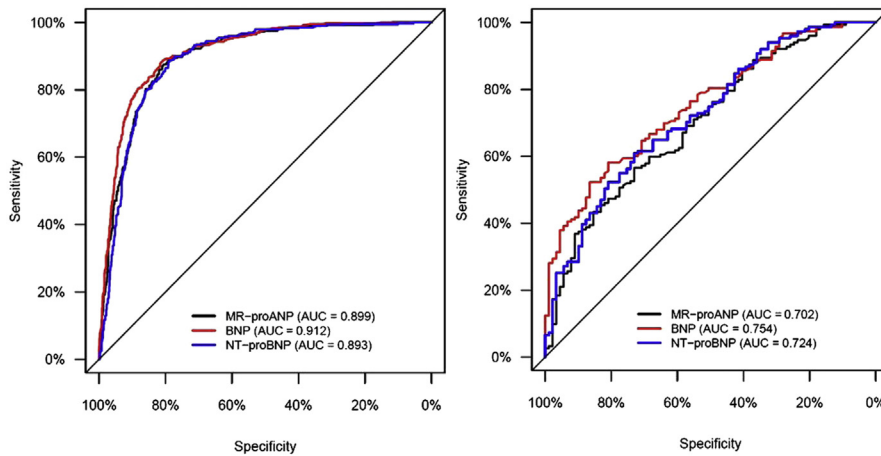 100%
80%
60%
40%
20%
0%
Sensitivity
MR-proANP (AUC = 0.899)
BNP (AUC = 0.912)
NT-proBNP (AUC = 0.893)
100% 80% 60% 40% 20% 0%
Specificity
100%
80%
60%
40%
20%
0%
Sensitivity
MR-proANP (AUC = 0.702)
BNP (AUC = 0.754)
NT-proBNP (AUC = 0.724)
100% 80% 60% 40% 20% 0%
Specificity